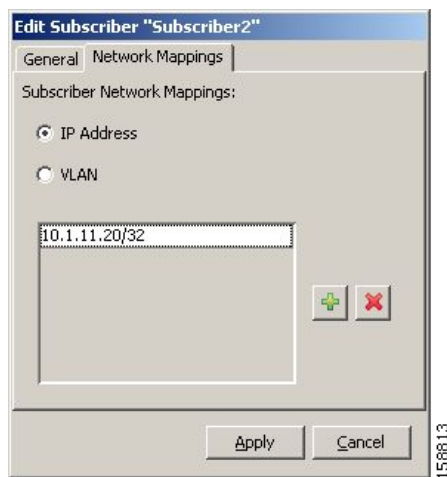 Edit Subscriber "Subscriber2"
General Network Mappings
Subscriber Network Mappings:
IP Address
VLAN
10.1.11.20/32
Apply Cancel
158813